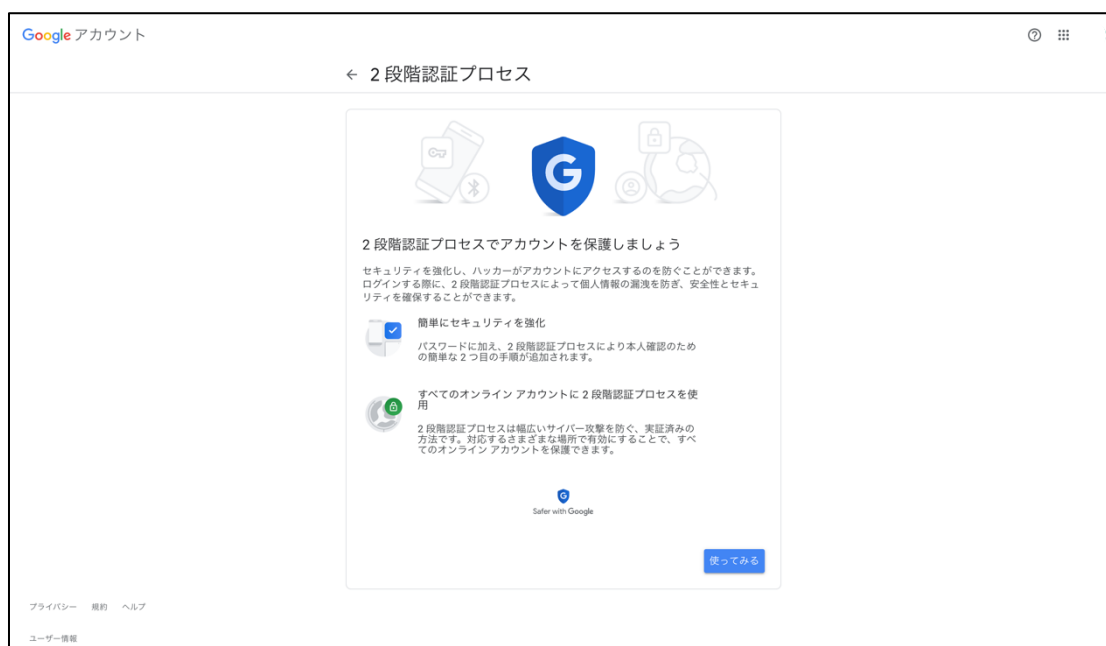 Google アカウント
2 段階認証プロセス
G
2 段階認証プロセスでアカウントを保護しましょう
セキュリティを強化し、ハッカーがアカウントにアクセスするのを防ぐことができます。
ログインする際に、2 段階認証プロセスによって個人情報の漏洩を防ぎ、安全性とセキュ
リティを確保することができます。
簡単にセキュリティを強化
パスワードに加え、2 段階認証プロセスにより本人確認のため
の簡単な 2 つ目の手順が追加されます。
すべてのオンライン アカウントに 2 段階認証プロセスを使
用
2 段階認証プロセスは幅広いサイバー攻撃を防ぐ、実証済みの
方法です。対応するさまざまな場所で有効にすることで、すべ
てのオンライン アカウントを保護できます。
G
Safer with Google
使ってみる
プライバシー 規約 ヘルプ
ユーザー情報